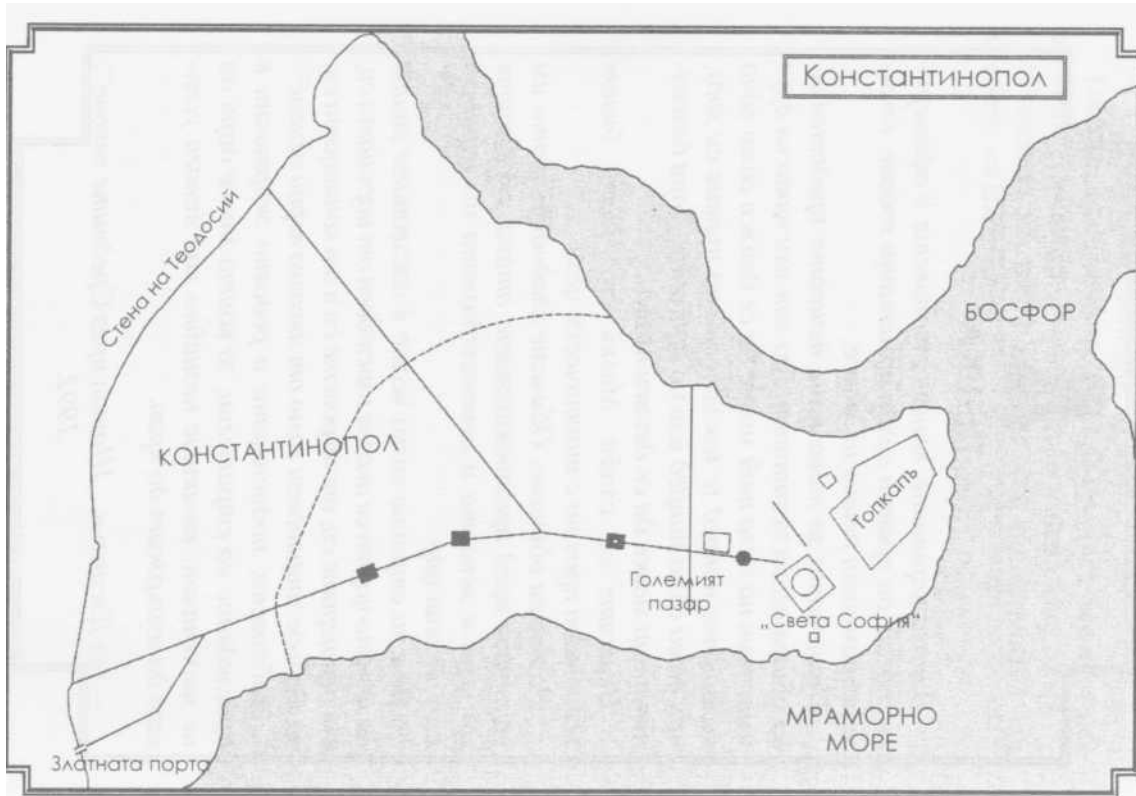 Константинопол
Стена на Теодосий
БОСФОР
КОНСТАНТИНОПОЛ
Топкапъ
Големият
пазар
„Света София“
МРАМОРНО
МОРЕ
Златната порта